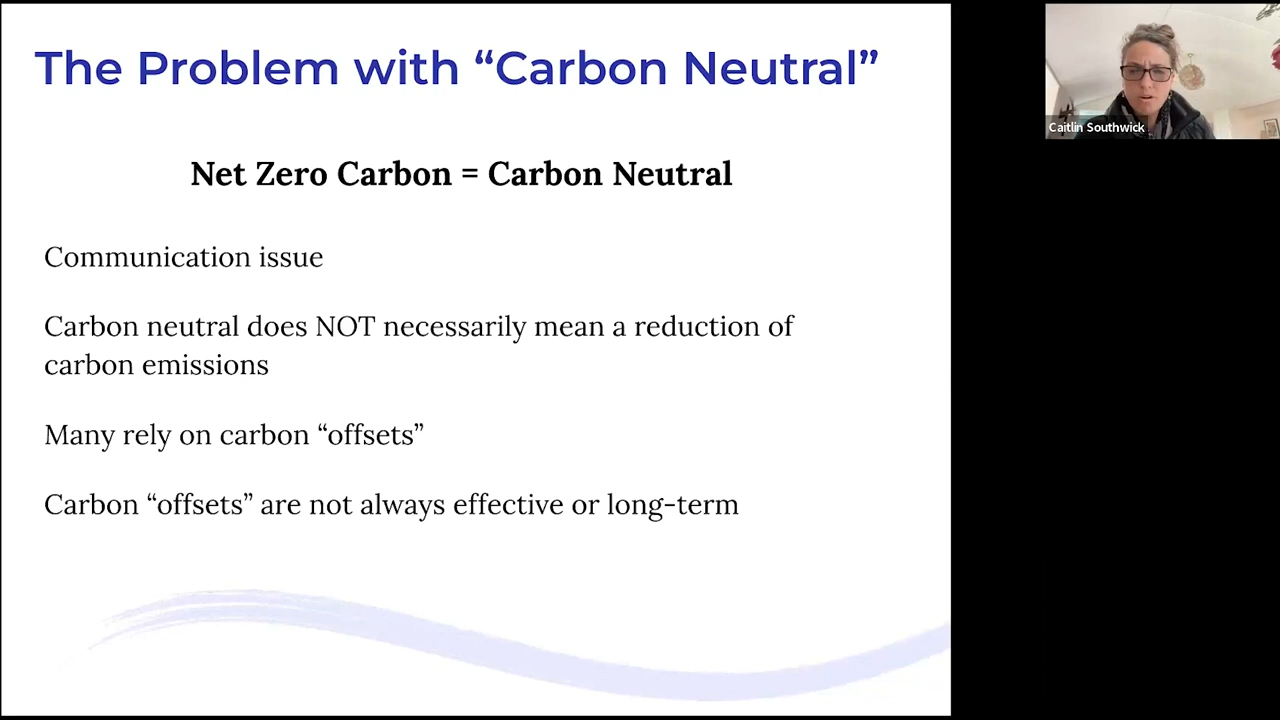 The Problem with “Carbon Neutral”
Net Zero Carbon = Carbon Neutral
Communication issue
Carbon neutral does NOT necessarily mean a reduction of
carbon emissions
Many rely on carbon “offsets”
Carbon “offsets” are not always effective or long-term
Caitlin Southwick